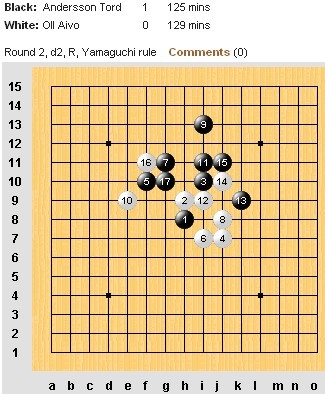 Black: Andersson Tord 1 125 mins
White: Oll Aivo 0 129 mins
Round 2, d2, R, Yamaguchi rule Comments (0)
15
14
13 9
12
11 16 7 11 15
10 5 17 3 14
9 10 2 12 13
8 1 8
7 6 4
6
5
4
3
2
1
a b c d e f g h i j k l m n o